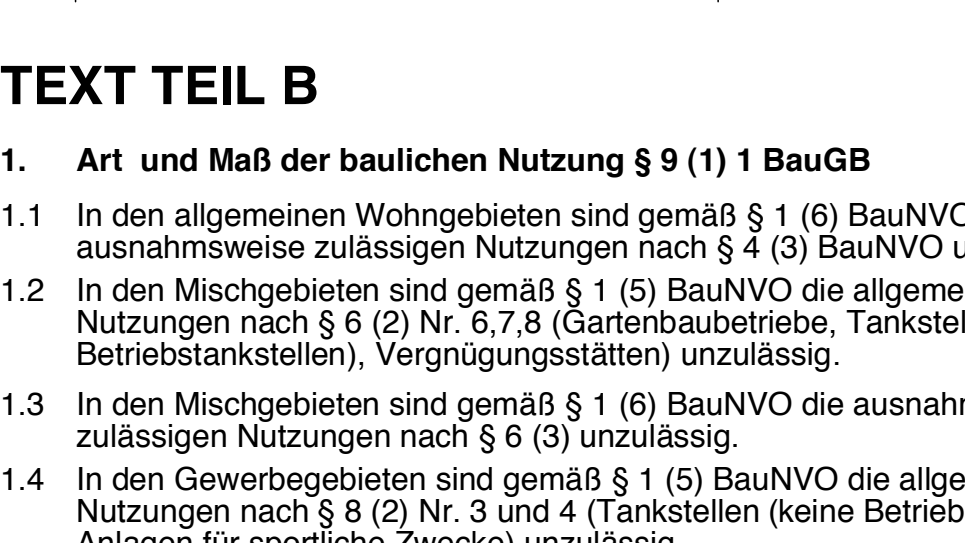 TEXT TEIL B
1. Art und Maß der baulichen Nutzung § 9 (1) 1 BauGB
1.1 In den allgemeinen Wohngebieten sind gemäß § 1 (6) BauNVO
ausnahmsweise zulässigen Nutzungen nach § 4 (3) BauNVO u
1.2 In den Mischgebieten sind gemäß § 1 (5) BauNVO die allgeme
Nutzungen nach § 6 (2) Nr. 6,7,8 (Gartenbaubetriebe, Tankstel
Betriebstankstellen), Vergnügungsstätten) unzulässig.
1.3 In den Mischgebieten sind gemäß § 1 (6) BauNVO die ausnahm
zulässigen Nutzungen nach § 6 (3) unzulässig.
1.4 In den Gewerbegebieten sind gemäß § 1 (5) BauNVO die allge
Nutzungen nach § 8 (2) Nr. 3 und 4 (Tankstellen (keine Betrieb
Anlagen für sportliche Zwecke) unzulässig